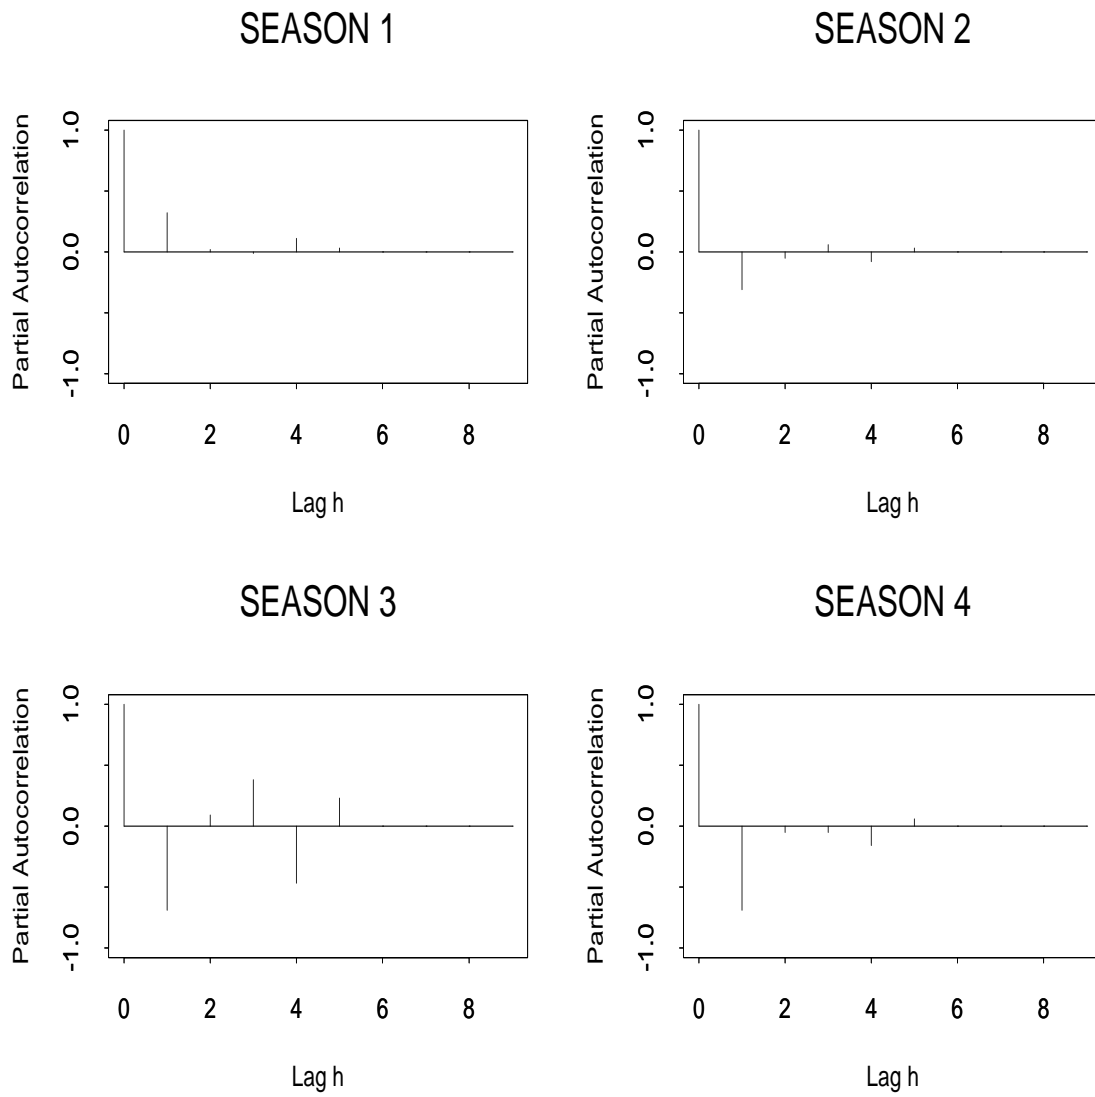 SEASON 1
Partial Autocorrelation
1.0
0.0
-1.0
0 2 4 6 8
Lag h
SEASON 2
Partial Autocorrelation
1.0
0.0
-1.0
0 2 4 6 8
Lag h
SEASON 3
Partial Autocorrelation
1.0
0.0
-1.0
0 2 4 6 8
Lag h
SEASON 4
Partial Autocorrelation
1.0
0.0
-1.0
0 2 4 6 8
Lag h